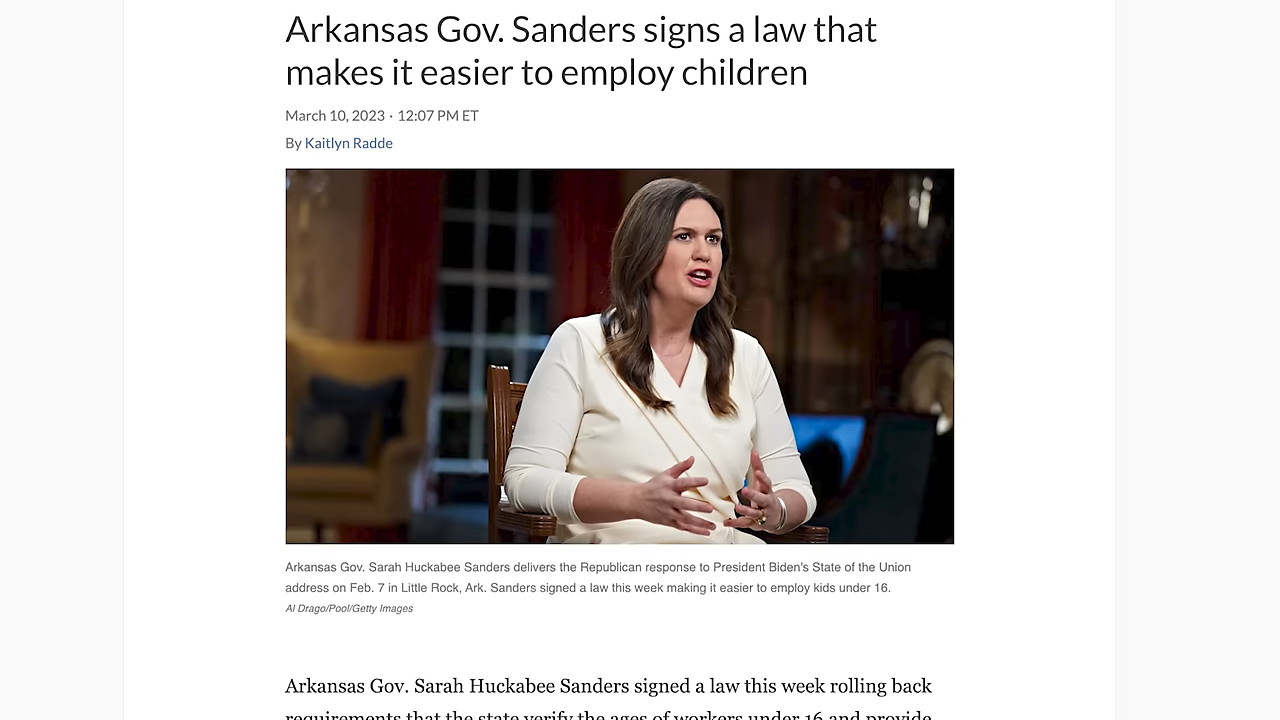 Arkansas Gov. Sanders signs a law that
makes it easier to employ children
March 10, 2023 · 12:07 PM ET
By Kaitlyn Radde
Arkansas Gov. Sarah Huckabee Sanders delivers the Republican response to President Biden's State of the Union
address on Feb. 7 in Little Rock, Ark. Sanders signed a law this week making it easier to employ kids under 16.
Al Drago/Pool/Getty Images
Arkansas Gov. Sarah Huckabee Sanders signed a law this week rolling back
requirements that the state verify the ages of workers under 16 and provide